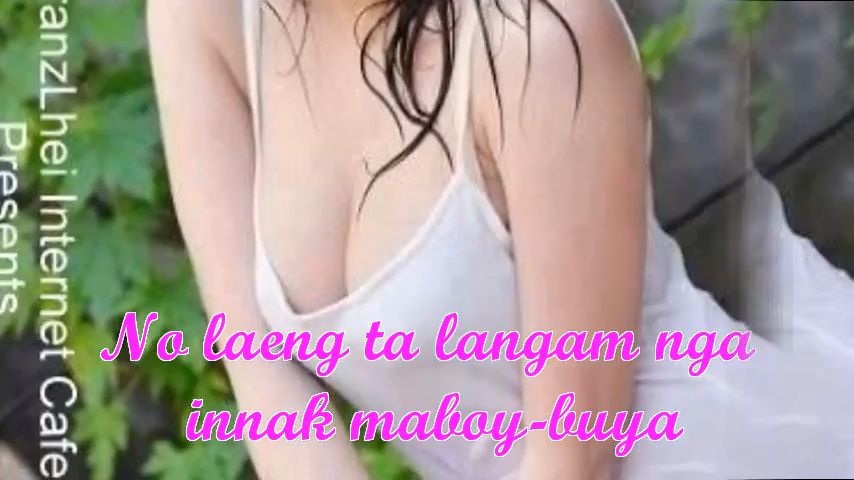 No laeng ta langam nga
innak maboy-buya
ranzLhei Internet Cafe
Presents